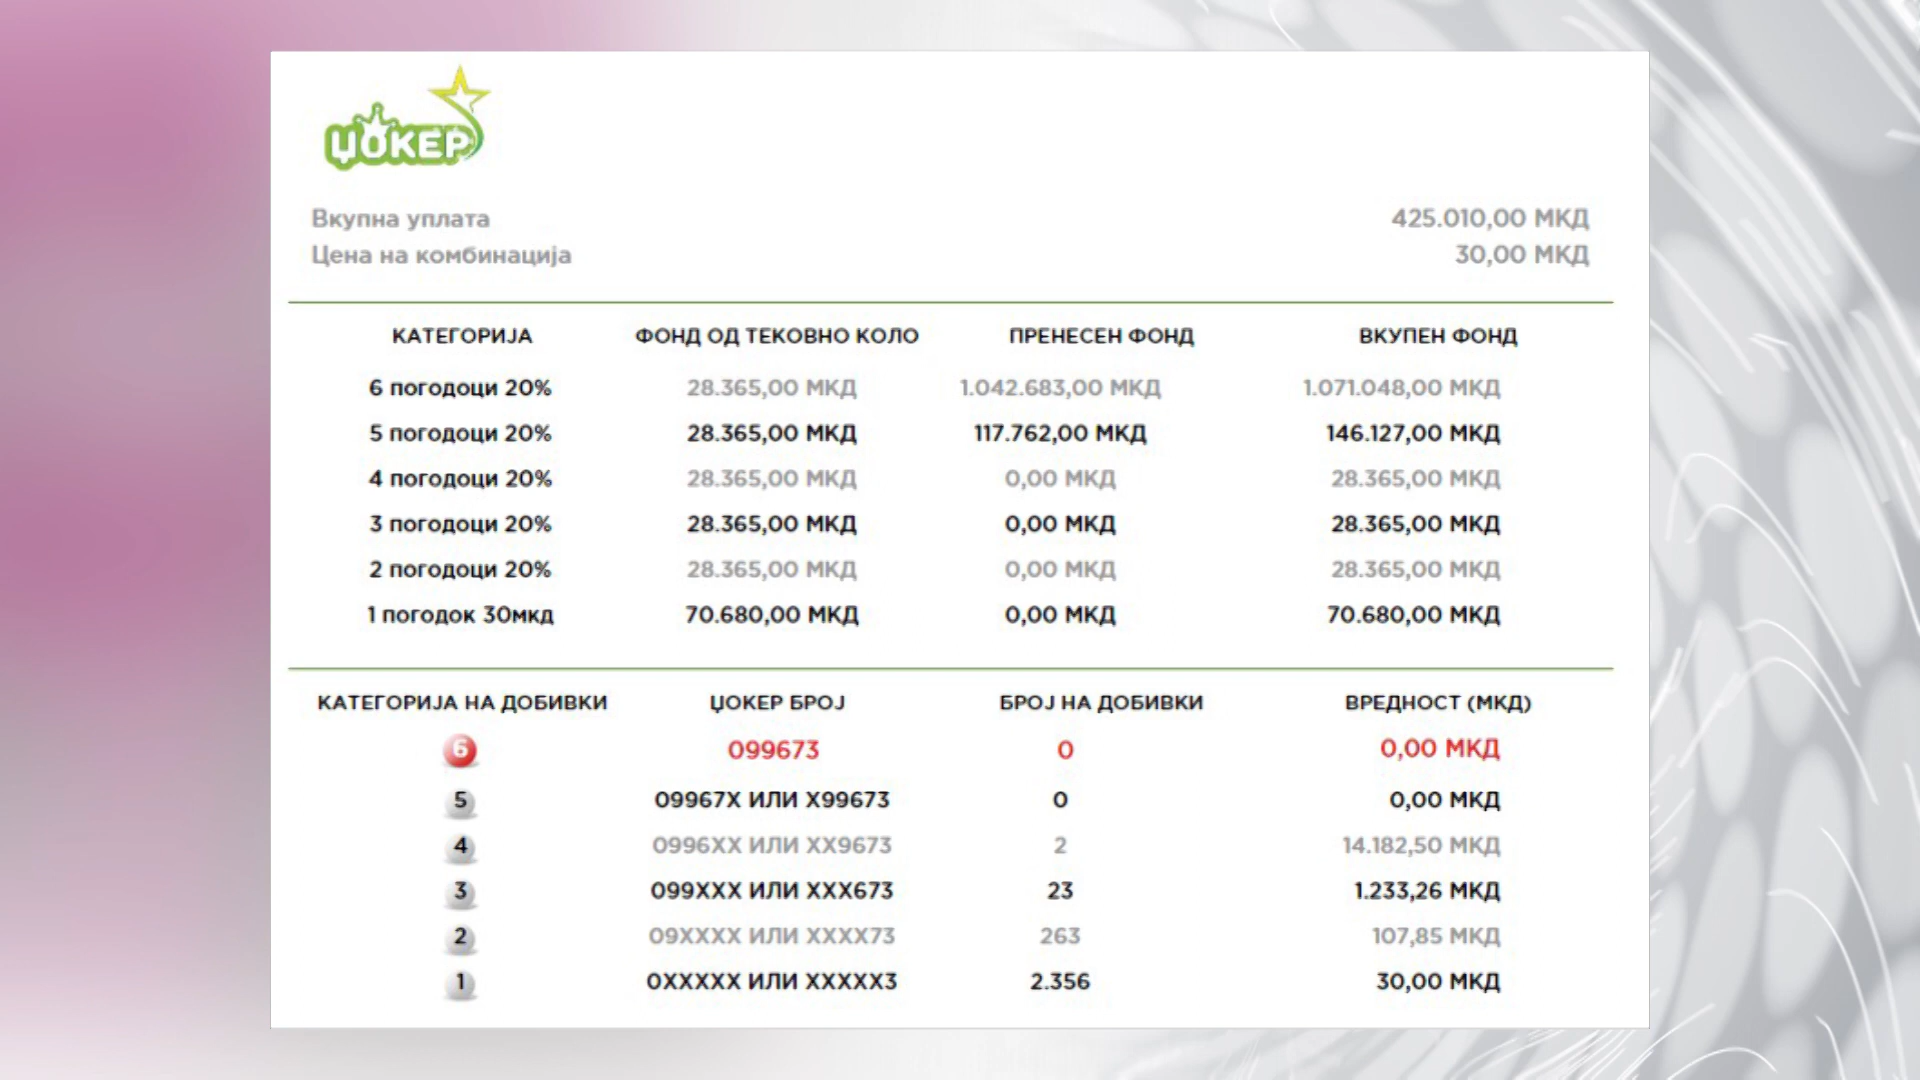 ЏОКЕР
Вкупна уплата 425.010,00 МКД
Цена на комбинација 30,00 МКД
КАТЕГОРИЈА ФОНД ОД ТЕКОВНО КОЛО ПРЕНЕСЕН ФОНД ВКУПЕН ФОНД
6 погодоци 20% 28.365,00 МКД 1.042.683,00 МКД 1.071.048,00 МКД
5 погодоци 20% 28.365,00 МКД 117.762,00 МКД 146.127,00 МКД
4 погодоци 20% 28.365,00 МКД 0,00 МКД 28.365,00 МКД
3 погодоци 20% 28.365,00 МКД 0,00 МКД 28.365,00 МКД
2 погодоци 20% 28.365,00 МКД 0,00 МКД 28.365,00 МКД
1 погодок 30мкд 70.680,00 МКД 0,00 МКД 70.680,00 МКД
КАТЕГОРИЈА НА ДОБИВКИ ЏОКЕР БРОЈ БРОЈ НА ДОБИВКИ ВРЕДНОСТ (МКД)
6 099673 0 0,00 МКД
5 09967X ИЛИ X99673 0 0,00 МКД
4 0996XX ИЛИ XX9673 2 14.182,50 МКД
3 099XXX ИЛИ XXX673 23 1.233,26 МКД
2 09XXXX ИЛИ XXXX73 263 107,85 МКД
1 0XXXXX ИЛИ XXXXX3 2.356 30,00 МКД